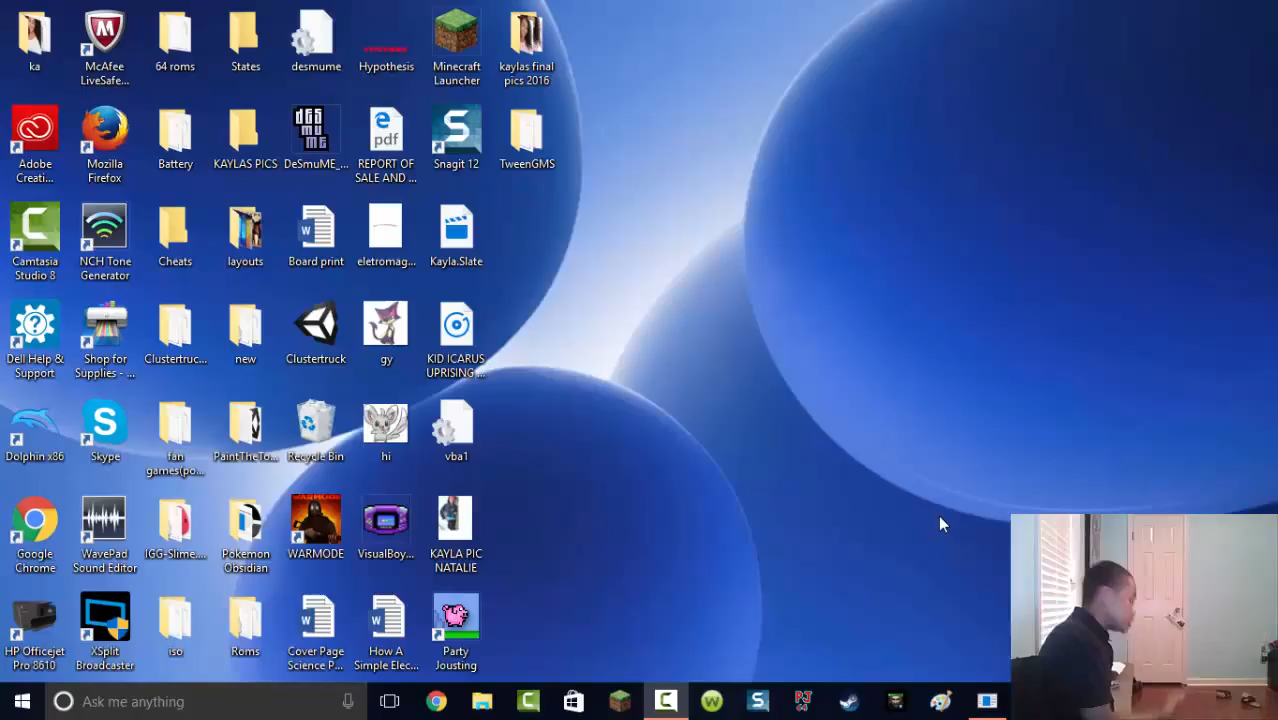 ka
McAfee
LiveSafe...
64 roms
States
desmume
Hypothesis
Minecraft
Launcher
kaylas final
pics 2016
Adobe
Creati...
Mozilla
Firefox
Battery
KAYLAS PICS
DeSmuME_...
REPORT OF
SALE AND ...
Snagit 12
TweenGMS
Camtasia
Studio 8
NCH Tone
Generator
Cheats
layouts
Board print
eletromag...
Kayla.Slate
Dell Help &
Support
Shop for
Supplies - ...
Clustertruc...
new
Clustertruck
gy
KID ICARUS
UPRISING ...
Dolphin x86
Skype
fan
games(po...
PaintTheTo...
Recycle Bin
hi
vba1
Google
Chrome
WavePad
Sound Editor
IGG-Slime....
Pokemon
Obsidian
WARMODE
VisualBoy...
KAYLA PIC
NATALIE
HP Officejet
Pro 8610
XSplit
Broadcaster
iso
Roms
Cover Page
Science P...
How A
Simple Elec...
Party
Jousting
Ask me anything